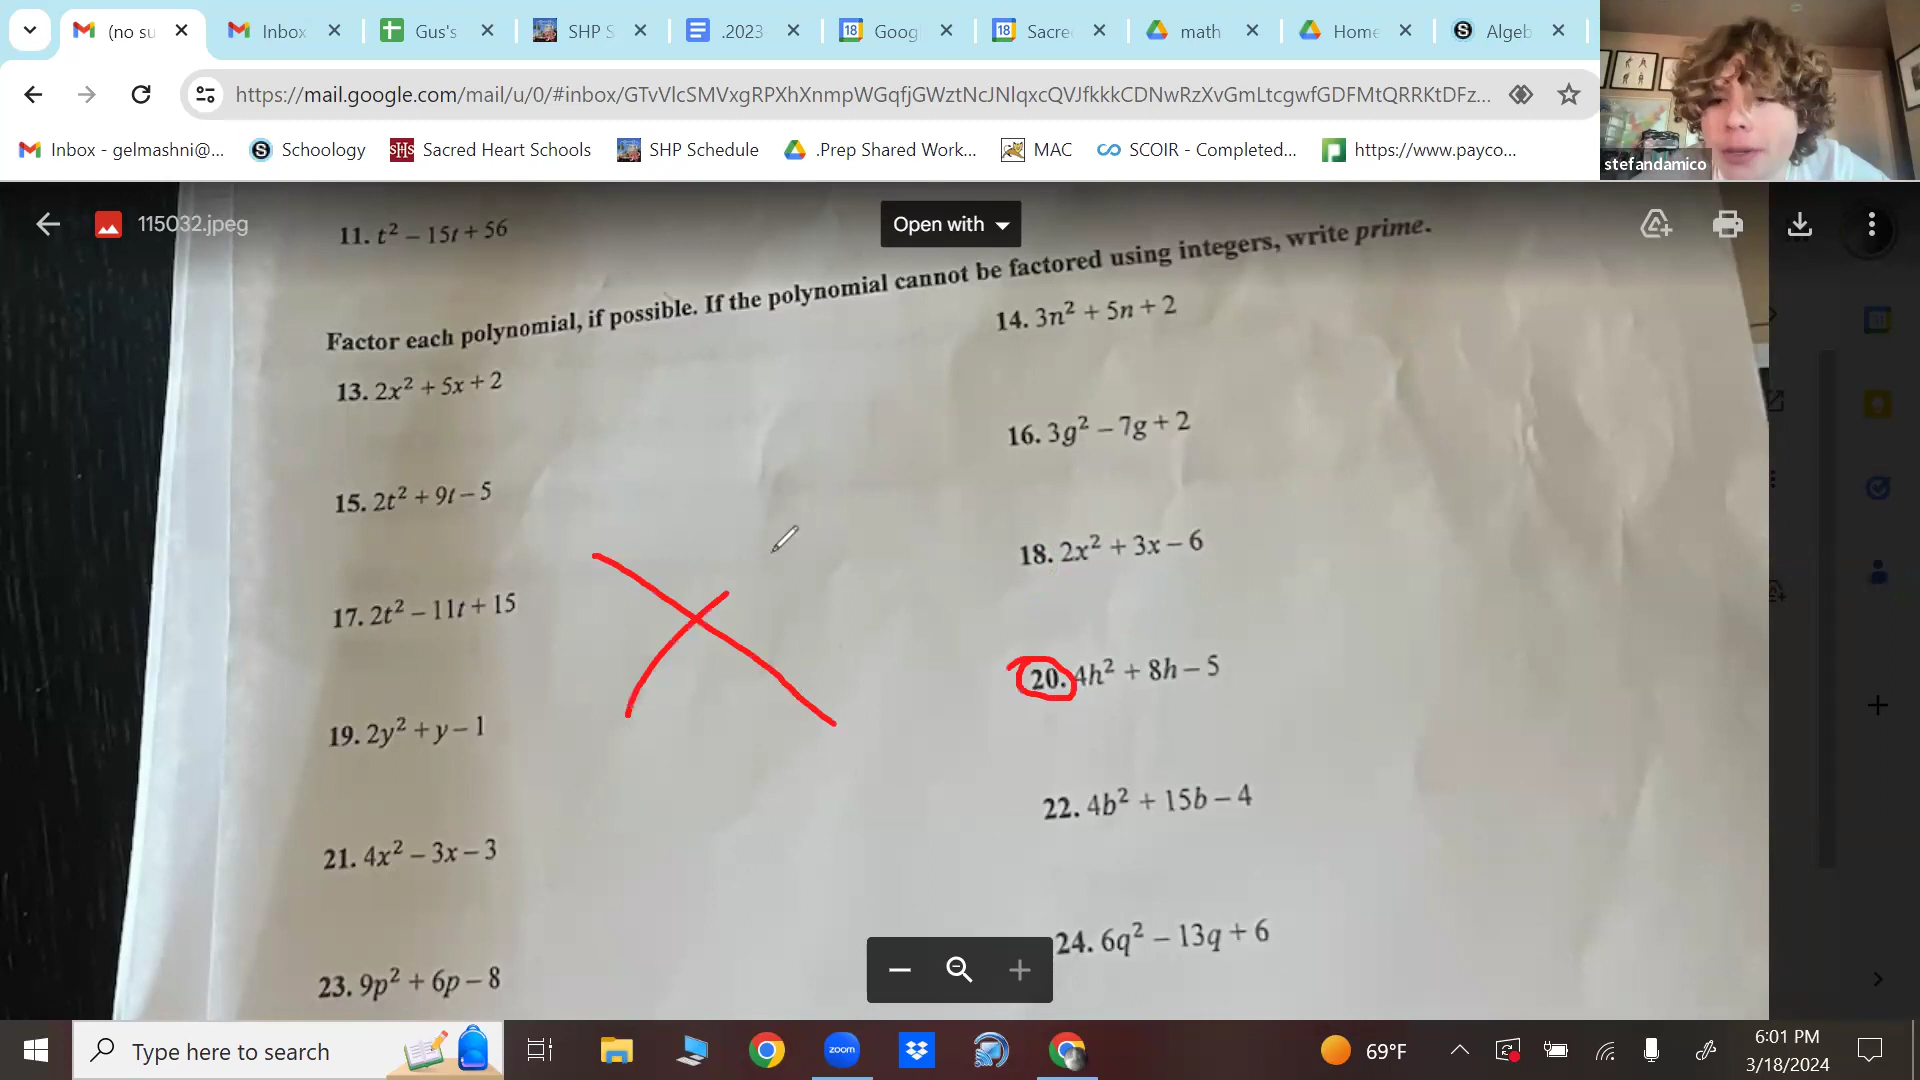 (no su
Inbox
Gus's
SHP S
.2023
Goog
Sacre
math
Home
Algeb
https://mail.google.com/mail/u/0/#inbox/GTvVlcSMVxgRPXhXnmpWGqfjGWztNcJNlqxcQVJfkkkCDNwRzXvGmLtcgwfGDFMtQRRKtDFz...
Inbox - gelmashni@...
Schoology
Sacred Heart Schools
SHP Schedule
.Prep Shared Work...
MAC
SCOIR - Completed...
https://www.payco...
stefandamico
115032.jpeg
Open with
11. t² – 15t + 56
Factor each polynomial, if possible. If the polynomial cannot be factored using integers, write prime.
13. 2x² + 5x + 2
14. 3n² + 5n + 2
15. 2t² + 9t – 5
16. 3g² – 7g + 2
17. 2t² – 11t + 15
18. 2x² + 3x – 6
19. 2y² + y – 1
20. 4h² + 8h – 5
21. 4x² – 3x – 3
22. 4b² + 15b – 4
23. 9p² + 6p – 8
24. 6q² – 13q + 6
Type here to search
zoom
69°F
6:01 PM
3/18/2024